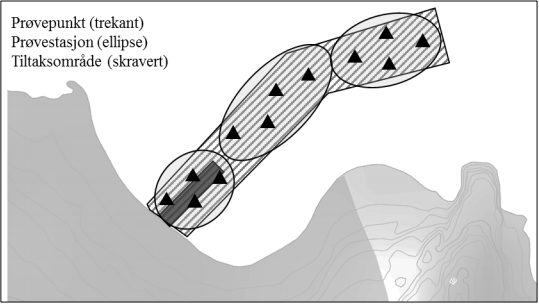 Prøvepunkt (trekant)
Prøvestasjon (ellipse)
Tiltaksområde (skravert)